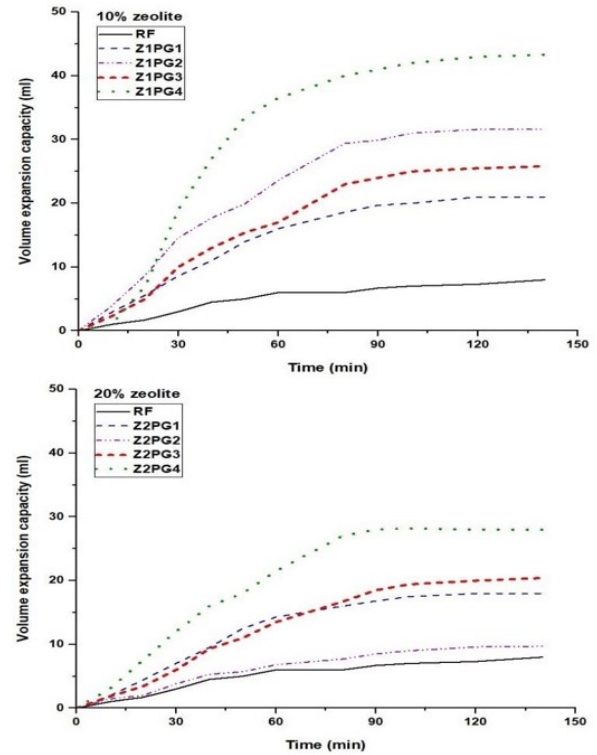 50
10% zeolite
RF
Z1PG1
40
Z1PG2
Z1PG3
Z1PG4
30
20
10
0
Volume expansion capacity (ml)
0 30 60 90 120 150
Time (min)
50
20% zeolite
RF
Z2PG1
40
Z2PG2
Z2PG3
Z2PG4
30
20
10
0
Volume expansion capacity (ml)
0 30 60 90 120 150
Time (min)